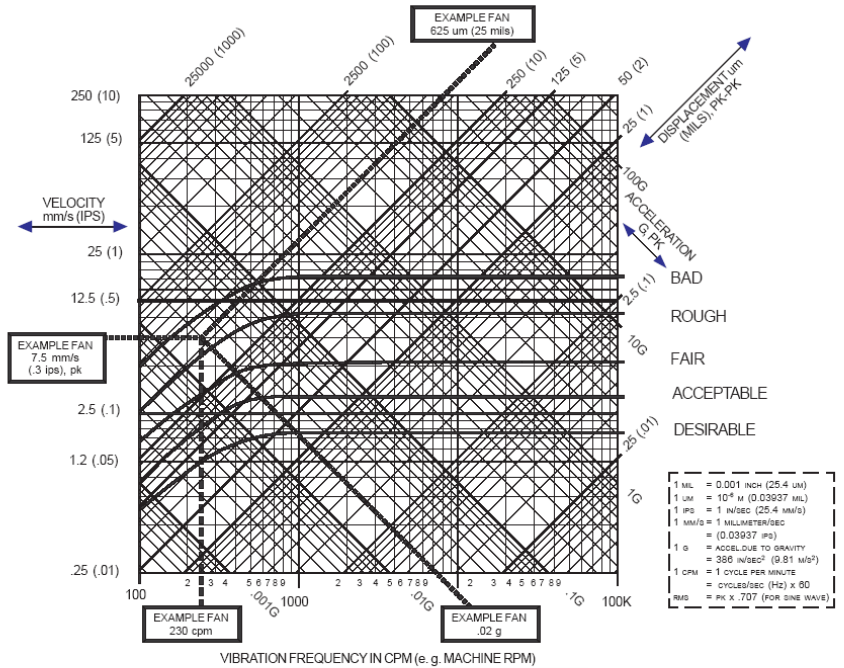 EXAMPLE FAN
625 um (25 mils)
25000 (1000)
2500 (100)
250 (10)
125 (5)
50 (2)
25 (1)
DISPLACEMENT um
(MILS), PK-PK
100G
ACCELERATION
G, PK
250 (10)
125 (5)
VELOCITY
mm/s (IPS)
25 (1)
12.5 (.5)
EXAMPLE FAN
7.5 mm/s
(.3 ips), pk
2.5 (.1)
1.2 (.05)
.25 (.01)
2.5 (.1)
BAD
ROUGH
10G
FAIR
ACCEPTABLE
.25 (.01)
DESIRABLE
1G
1 MIL = 0.001 INCH (25.4 UM)
1 UM = 10⁻⁶ M (0.03937 MIL)
1 IPS = 1 IN/SEC (25.4 MM/S)
1 MM/S = 1 MILLIMETER/SEC
= (0.03937 IPS)
1 G = ACCEL.DUE TO GRAVITY
= 386 IN/SEC² (9.81 M/S²)
1 CPM = 1 CYCLE PER MINUTE
= CYCLES/SEC (HZ) X 60
RMS = PK X .707 (FOR SINE WAVE)
100 2 3 4 5 6 7 8 9 1000 2 3 4 5 6 7 8 9 2 3 4 5 6 7 8 9 100K
.001G
.1G
EXAMPLE FAN
230 cpm
EXAMPLE FAN
.02 g
VIBRATION FREQUENCY IN CPM (e. g. MACHINE RPM)